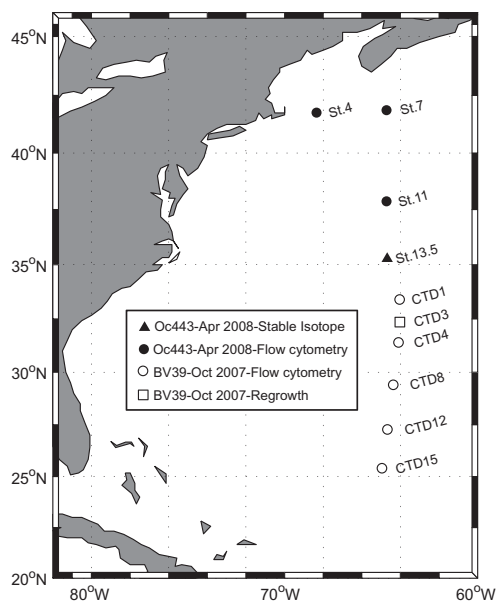 45°N
St.4
St.7
40°N
St.11
35°N
St.13.5
CTD1
CTD3
CTD4
Oc443-Apr 2008-Stable Isotope
Oc443-Apr 2008-Flow cytometry
BV39-Oct 2007-Flow cytometry
BV39-Oct 2007-Regrowth
30°N
CTD8
CTD12
25°N
CTD15
20°N
80°W
70°W
60°W